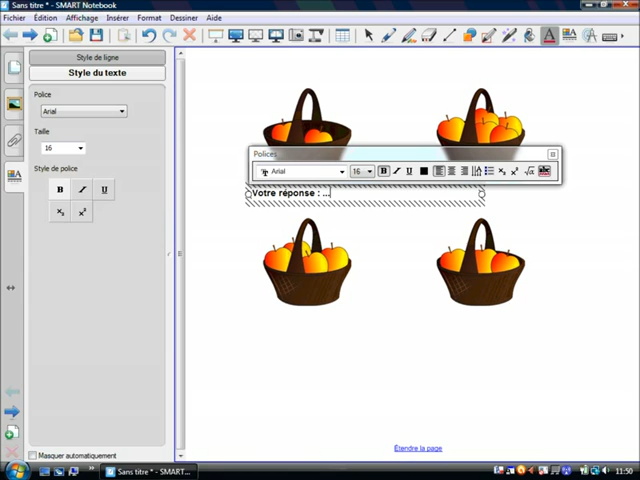 Sans titre * - SMART Notebook
Fichier Édition Affichage Insérer Format Dessiner Aide
Style de ligne
Style du texte
Police
Arial
Taille
16
Style de police
B I U
X₂ X²
Polices
Arial 16 B I U
Votre réponse : ...
Étendre la page
Masquer automatiquement
Sans titre * - SMART...
11:50